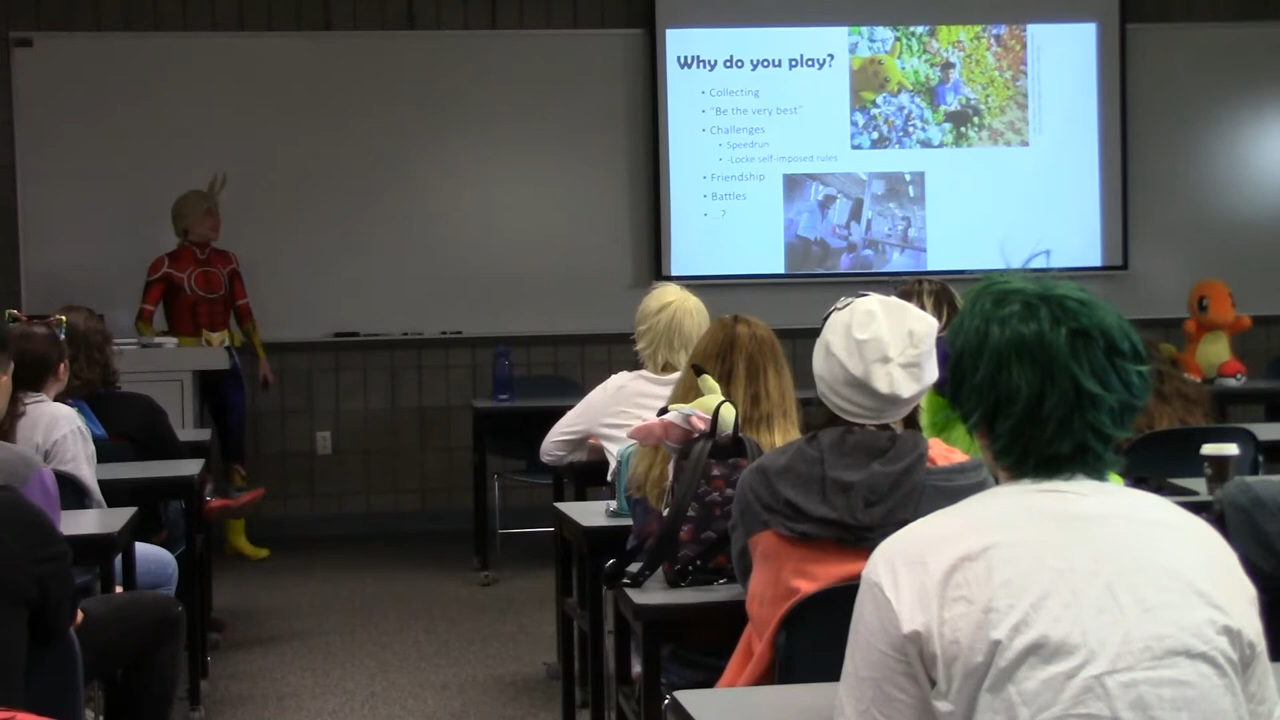 Why do you play?
• Collecting
• "Be the very best"
• Challenges
• Speedrun
• -Locke self-imposed rules
• Friendship
• Battles
• ...?